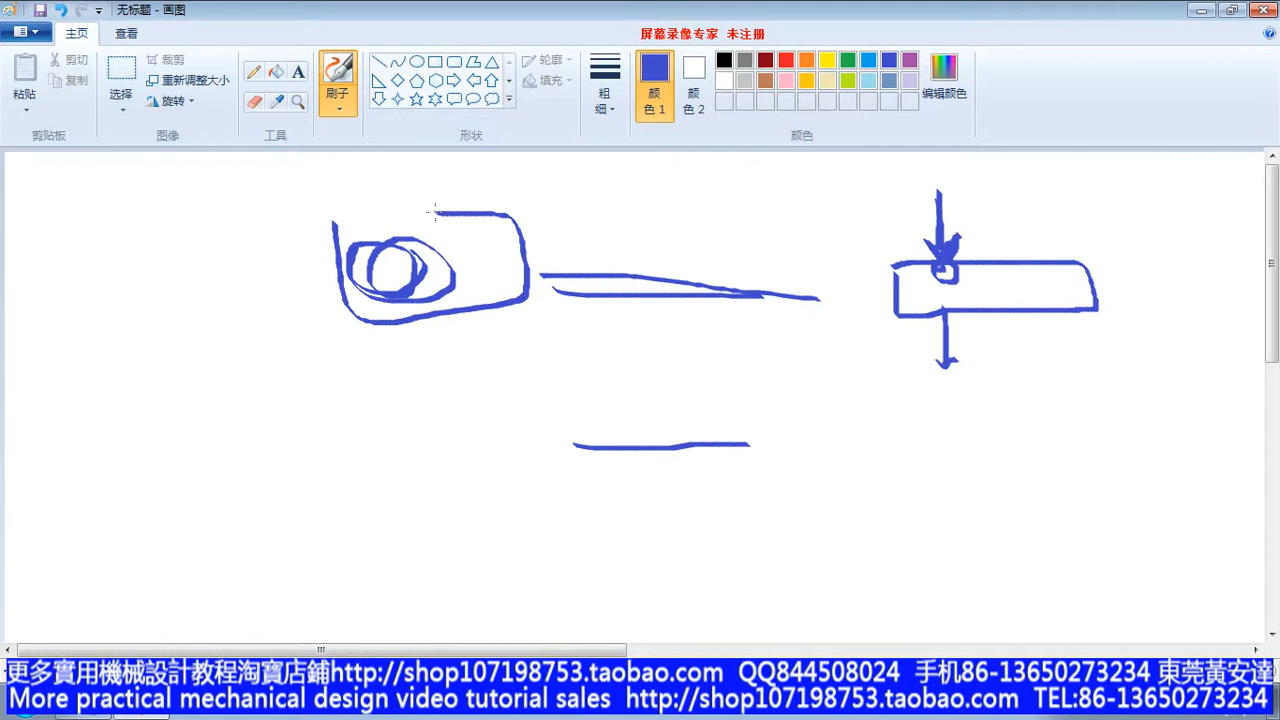 无标题 - 画图
主页 查看
屏幕录像专家 未注册
粘贴
剪切
复制
剪贴板
选择
裁剪
重新调整大小
旋转
图像
A
工具
刷子
轮廓
填充
形状
粗
细
颜
色 1
颜
色 2
编辑颜色
颜色
更多實用機械設計教程淘寶店鋪http://shop107198753.taobao.com QQ844508024 手机86-13650273234 東莞黃安達
More practical mechanical design video tutorial sales http://shop107198753.taobao.com TEL:86-13650273234